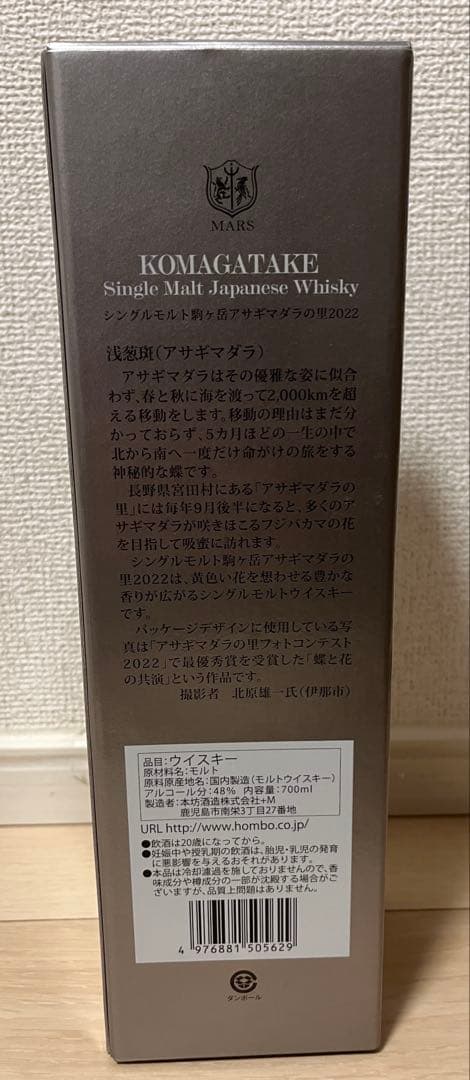 MARS
KOMAGATAKE
Single Malt Japanese Whisky
シングルモルト駒ヶ岳アサギマダラの里2022
浅葱斑(アサギマダラ)
アサギマダラはその優雅な姿に似合
わず、春と秋に海を渡って2,000kmを超
える移動をします。移動の理由はまだ分
かっておらず、5カ月ほどの一生の中で
北から南へ一度だけ命がけの旅をする
神秘的な蝶です。
長野県宮田村にある「アサギマダラの
里」には毎年9月後半になると、多くのア
サギマダラが咲きほこるフジバカマの花
を目指して吸蜜に訪れます。
シングルモルト駒ヶ岳アサギマダラの
里2022は、黄色い花を想わせる豊かな
香りが広がるシングルモルトウイスキー
です。
パッケージデザインに使用している写
真は「アサギマダラの里フォトコンテスト
2022」で最優秀賞を受賞した「蝶と花
の共演」という作品です。
撮影者 北原雄一氏(伊那市)
品目:ウイスキー
原材料名:モルト
原料原産地名:国内製造(モルトウイスキー)
アルコール分:48% 内容量:700ml
製造者:本坊酒造株式会社+M
鹿児島市南栄3丁目27番地
URL http://www.hombo.co.jp/
●飲酒は20歳になってから。
●妊娠中や授乳期の飲酒は、胎児・乳児の発育
に悪影響を与えるおそれがあります。
●本品は冷却濾過を施しておりませんので、香
味成分や樽成分の一部が沈殿する場合がご
ざいますが、品質上問題はありません。
4 976881 505629
ダンボール